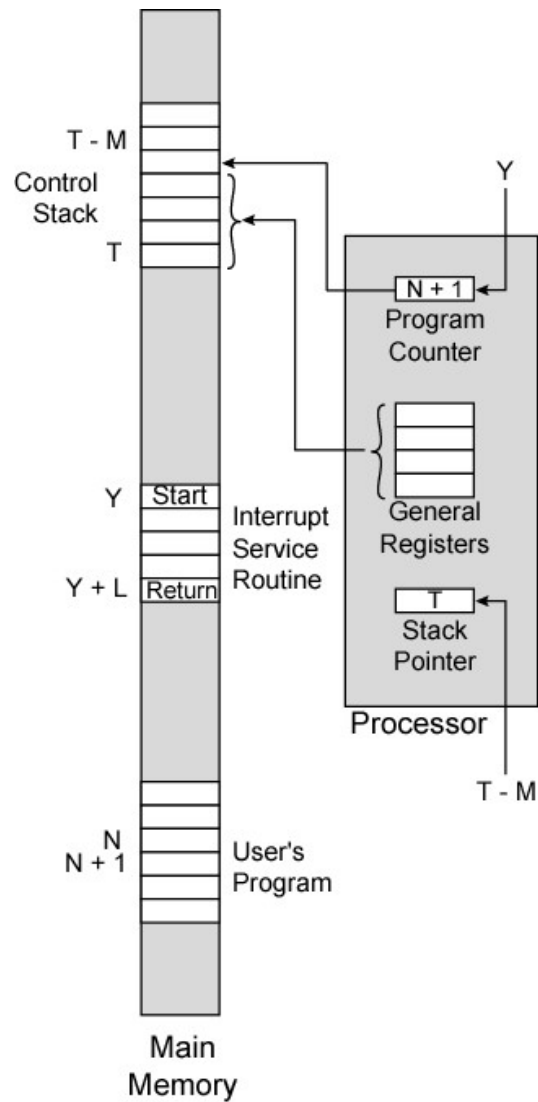 T - M
Control
Stack
T
Y
N + 1
Program
Counter
Y
Start
Interrupt
Service
Routine
Y + L
Return
General
Registers
T
Stack
Pointer
Processor
T - M
N
N + 1
User's
Program
Main
Memory